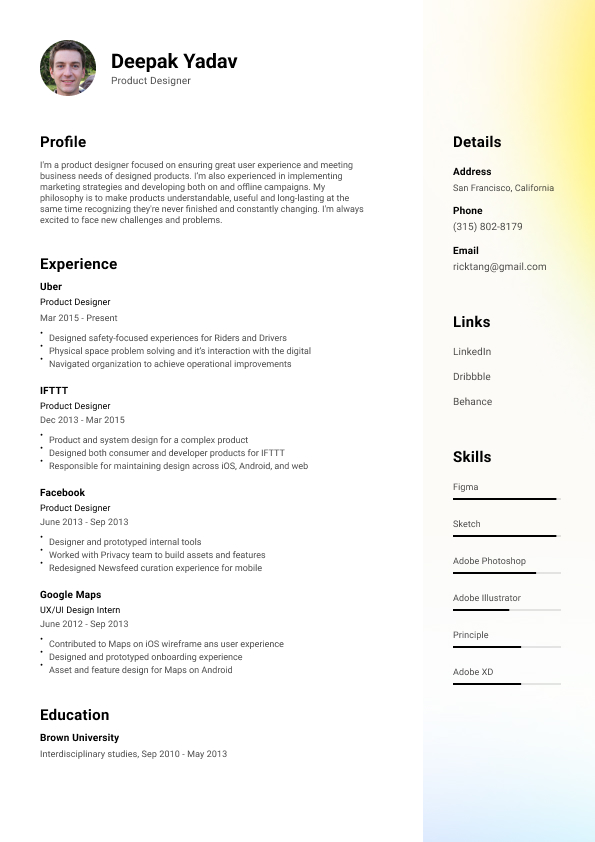 Deepak Yadav
Product Designer
Profile
I'm a product designer focused on ensuring great user experience and meeting
business needs of designed products. I'm also experienced in implementing
marketing strategies and developing both on and offline campaigns. My
philosophy is to make products understandable, useful and long-lasting at the
same time recognizing they're never finished and constantly changing. I'm always
excited to face new challenges and problems.
Experience
Uber
Product Designer
Mar 2015 - Present
• Designed safety-focused experiences for Riders and Drivers
• Physical space problem solving and it's interaction with the digital
• Navigated organization to achieve operational improvements
IFTTT
Product Designer
Dec 2013 - Mar 2015
• Product and system design for a complex product
• Designed both consumer and developer products for IFTTT
• Responsible for maintaining design across iOS, Android, and web
Facebook
Product Designer
June 2013 - Sep 2013
• Designer and prototyped internal tools
• Worked with Privacy team to build assets and features
• Redesigned Newsfeed curation experience for mobile
Google Maps
UX/UI Design Intern
June 2012 - Sep 2013
• Contributed to Maps on iOS wireframe ans user experience
• Designed and prototyped onboarding experience
• Asset and feature design for Maps on Android
Education
Brown University
Interdisciplinary studies, Sep 2010 - May 2013
Details
Address
San Francisco, California
Phone
(315) 802-8179
Email
ricktang@gmail.com
Links
LinkedIn
Dribbble
Behance
Skills
Figma
Sketch
Adobe Photoshop
Adobe Illustrator
Principle
Adobe XD